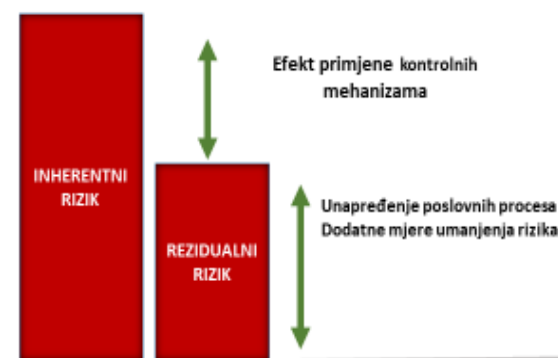 Efekt primjene kontrolnih
mehanizama
INHERENTNI
RIZIK
Unapređenje poslovnih procesa
Dodatne mjere umanjenja rizika
REZIDUALNI
RIZIK